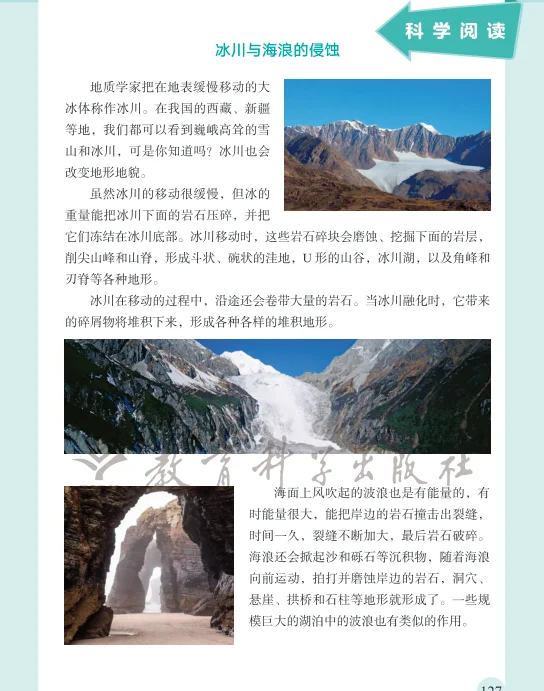 科学阅读
冰川与海浪的侵蚀
地质学家把在地表缓慢移动的大
冰体称作冰川。在我国的西藏、新疆
等地，我们都可以看到巍峨高耸的雪
山和冰川，可是你知道吗？冰川也会
改变地形地貌。
虽然冰川的移动很缓慢，但冰的
重量能把冰川下面的岩石压碎，并把
它们冻结在冰川底部。冰川移动时，这些岩石碎块会磨蚀、挖掘下面的岩层，
削尖山峰和山脊，形成斗状、碗状的洼地，U 形的山谷，冰川湖，以及角峰和
刃脊等各种地形。
冰川在移动的过程中，沿途还会卷带大量的岩石。当冰川融化时，它带来
的碎屑物将堆积下来，形成各种各样的堆积地形。
教育科学出版社
海面上风吹起的波浪也是有能量的，有
时能量很大，能把岸边的岩石撞击出裂缝，
时间一久，裂缝不断加大，最后岩石破碎。
海浪还会掀起沙和砾石等沉积物，随着海浪
向前运动，拍打并磨蚀岸边的岩石，洞穴、
悬崖、拱桥和石柱等地形就形成了。一些规
模巨大的湖泊中的波浪也有类似的作用。
127